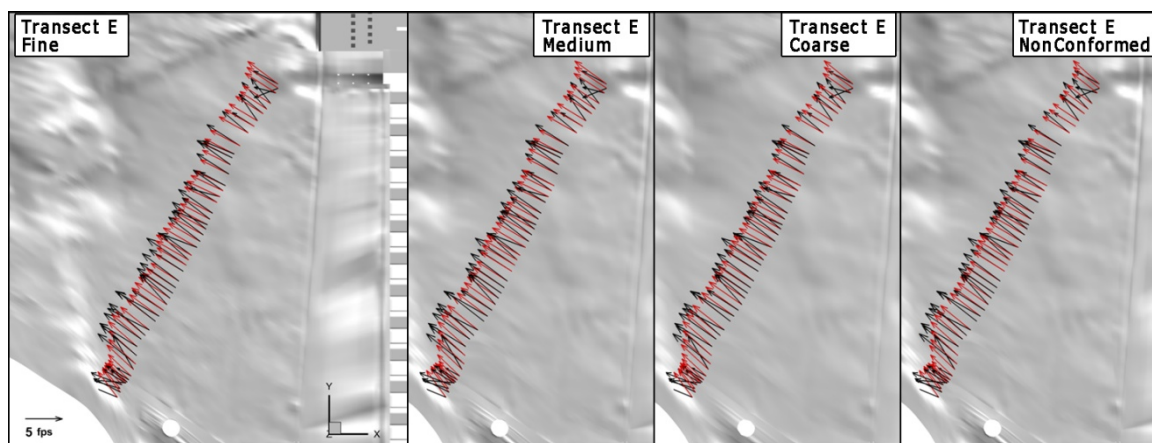 Transect E
Fine
Transect E
Medium
Transect E
Coarse
Transect E
NonConformed
5 fps
Y
Z
X